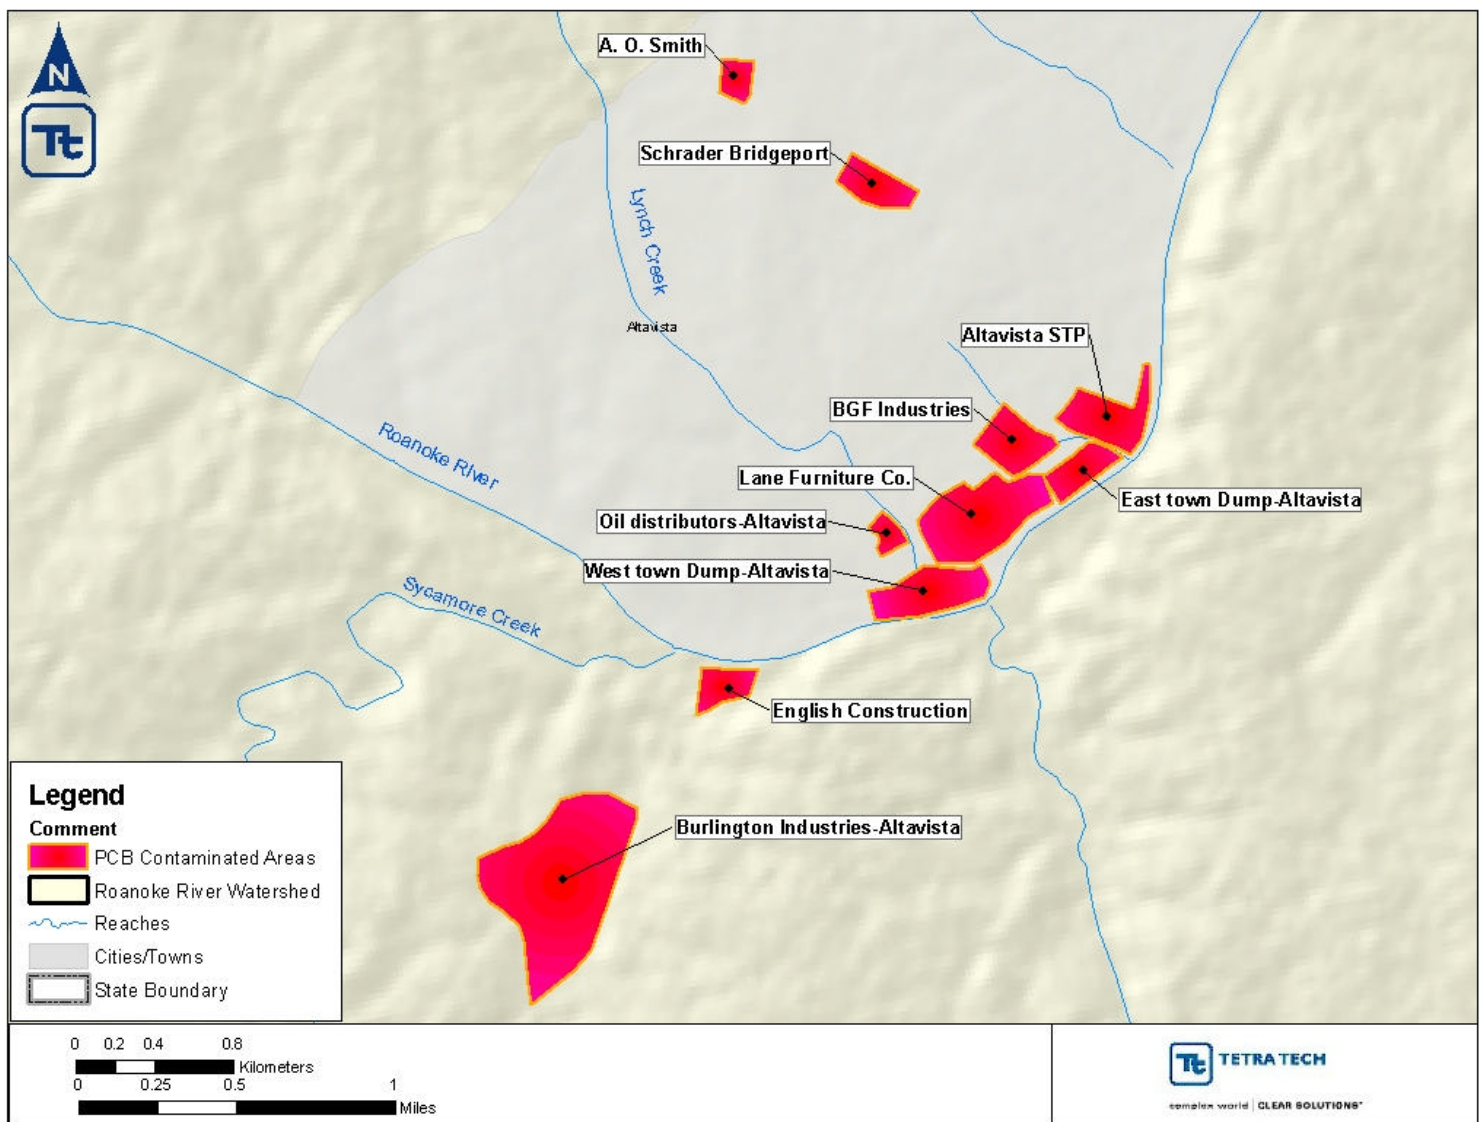 N
Tt
A. O. Smith
Schrader Bridgeport
Lynch Creek
Altavista
Altavista STP
BGF Industries
Roanoke River
Lane Furniture Co.
East town Dump-Altavista
Oil distributors-Altavista
West town Dump-Altavista
Sycamore Creek
English Construction
Burlington Industries-Altavista
Legend
Comment
PCB Contaminated Areas
Roanoke River Watershed
Reaches
Cities/Towns
State Boundary
0 0.2 0.4 0.8
Kilometers
0 0.25 0.5 1
Miles
Tt TETRA TECH
complex world | CLEAR SOLUTIONS™